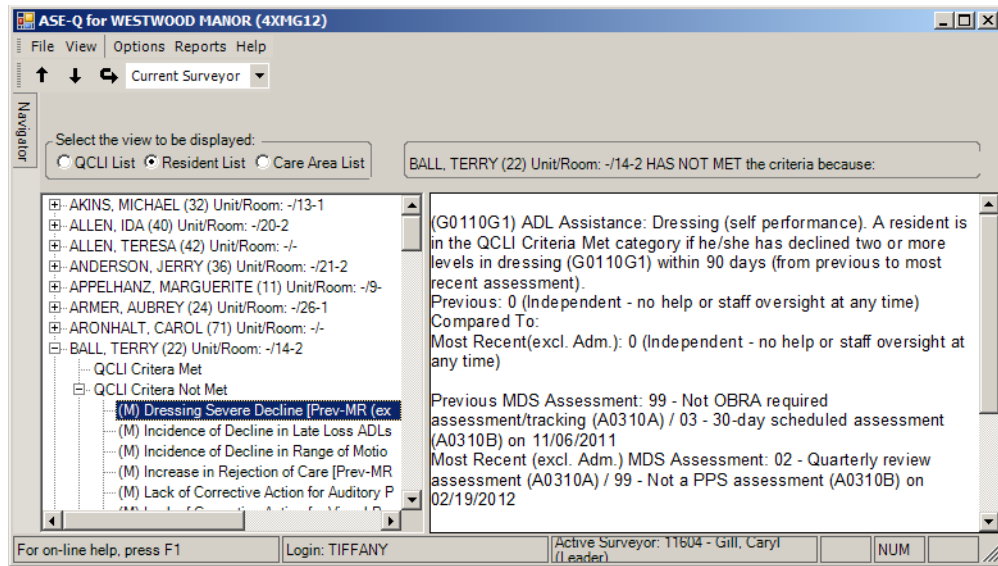 ASE-Q for WESTWOOD MANOR (4XMG12)
File View Options Reports Help
Current Surveyor
Navigator
Select the view to be displayed:
QCLI List Resident List Care Area List
BALL, TERRY (22) Unit/Room: -/14-2 HAS NOT MET the criteria because:
AKINS, MICHAEL (32) Unit/Room: -/13-1
ALLEN, IDA (40) Unit/Room: -/20-2
ALLEN, TERESA (42) Unit/Room: -/-
ANDERSON, JERRY (36) Unit/Room: -/21-2
APPELHANZ, MARGUERITE (11) Unit/Room: -/9-
ARMER, AUBREY (24) Unit/Room: -/26-1
ARONHALT, CAROL (71) Unit/Room: -/-
BALL, TERRY (22) Unit/Room: -/14-2
QCLI Critera Met
QCLI Critera Not Met
(M) Dressing Severe Decline [Prev-MR (ex
(M) Incidence of Decline in Late Loss ADLs
(M) Incidence of Decline in Range of Motio
(M) Increase in Rejection of Care [Prev-MR
(M) Lack of Corrective Action for Auditory P
(G0110G1) ADL Assistance: Dressing (self performance). A resident is
in the QCLI Criteria Met category if he/she has declined two or more
levels in dressing (G0110G1) within 90 days (from previous to most
recent assessment).
Previous: 0 (Independent - no help or staff oversight at any time)
Compared To:
Most Recent(excl. Adm.): 0 (Independent - no help or staff oversight at
any time)
Previous MDS Assessment: 99 - Not OBRA required
assessment/tracking (A0310A) / 03 - 30-day scheduled assessment
(A0310B) on 11/06/2011
Most Recent (excl. Adm.) MDS Assessment: 02 - Quarterly review
assessment (A0310A) / 99 - Not a PPS assessment (A0310B) on
02/19/2012
For on-line help, press F1
Login: TIFFANY
Active Surveyor: 11604 - Gill, Caryl
(Leader)
NUM